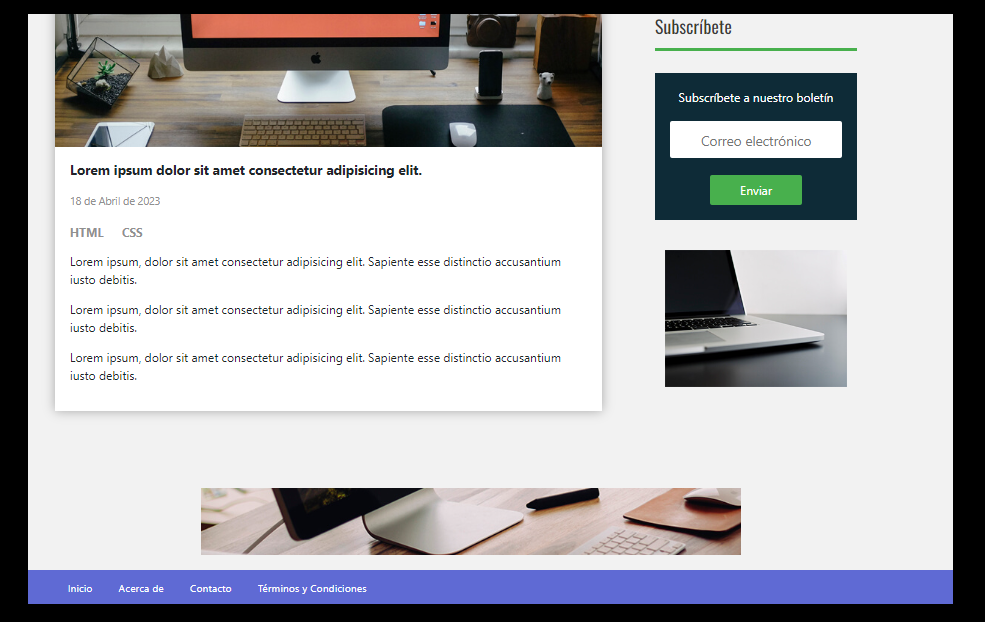 Lorem ipsum dolor sit amet consectetur adipisicing elit.
18 de Abril de 2023
HTML CSS
Lorem ipsum, dolor sit amet consectetur adipisicing elit. Sapiente esse distinctio accusantium
iusto debitis.
Lorem ipsum, dolor sit amet consectetur adipisicing elit. Sapiente esse distinctio accusantium
iusto debitis.
Lorem ipsum, dolor sit amet consectetur adipisicing elit. Sapiente esse distinctio accusantium
iusto debitis.
Subscríbete
Subscríbete a nuestro boletín
Correo electrónico
Enviar
Inicio Acerca de Contacto Términos y Condiciones